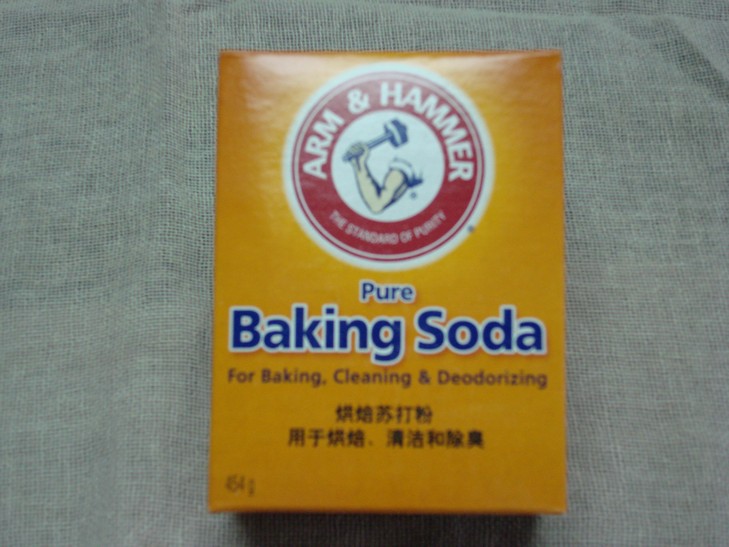 ARM & HAMMER
THE STANDARD OF PURITY
Pure
Baking Soda
For Baking, Cleaning & Deodorizing
烘焙苏打粉
用于烘焙、清洁和除臭
454 g